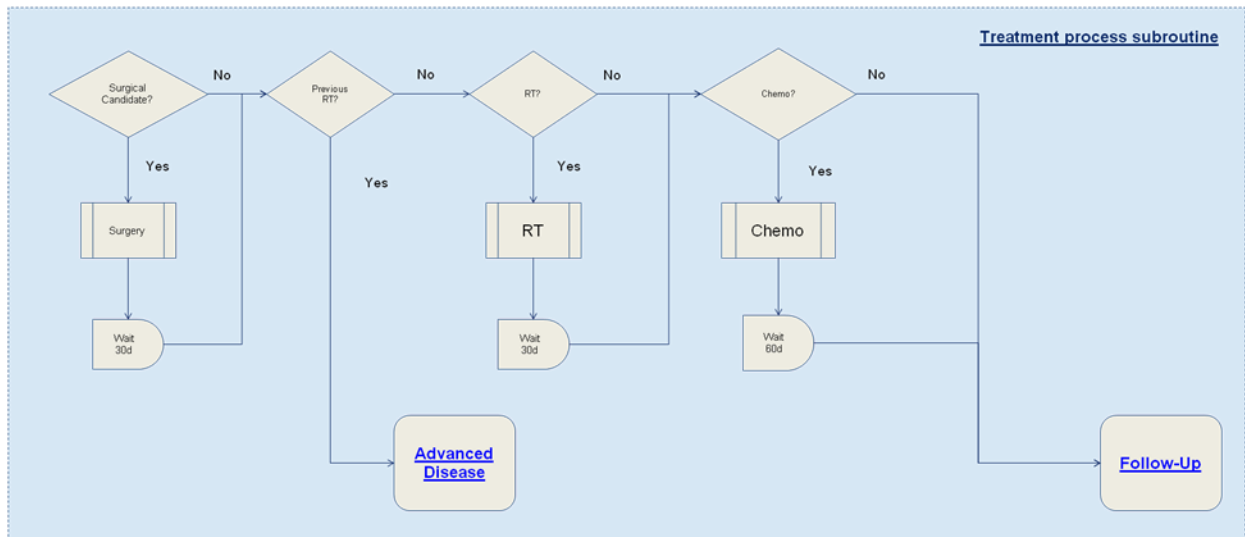 Treatment process subroutine
Surgical
Candidate?
No
Previous
RT?
No
RT?
No
Chemo?
No
Yes
Yes
Yes
Yes
Surgery
RT
Chemo
Wait
30d
Wait
30d
Wait
60d
Advanced
Disease
Follow-Up